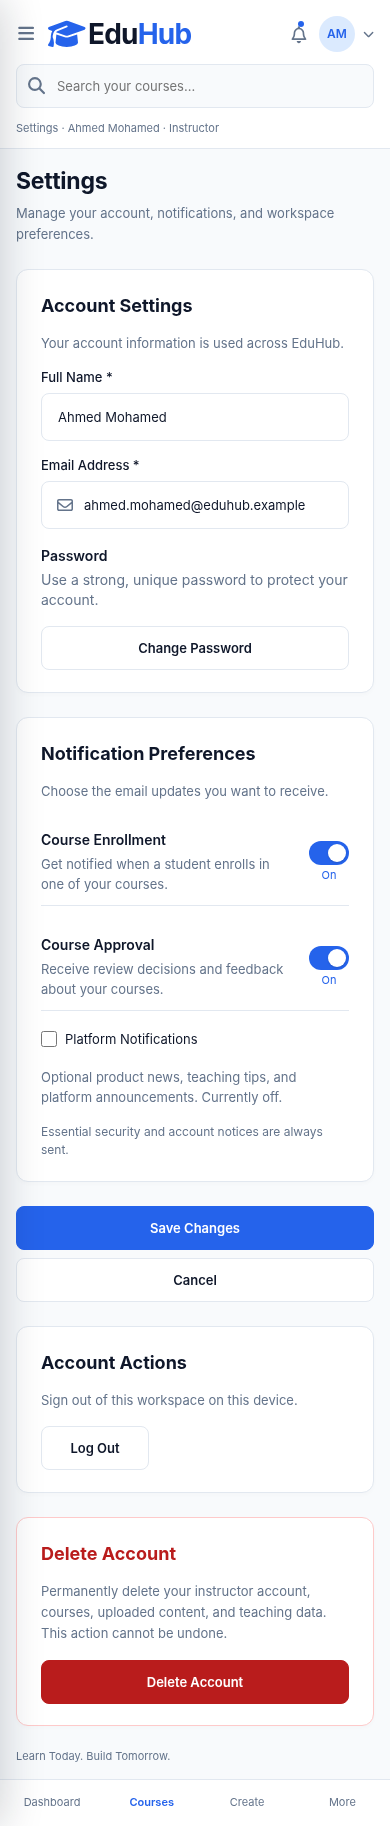 EduHub
AM
Search your courses...
Settings · Ahmed Mohamed · Instructor
Settings
Manage your account, notifications, and workspace
preferences.
Account Settings
Your account information is used across EduHub.
Full Name *
Ahmed Mohamed
Email Address *
ahmed.mohamed@eduhub.example
Password
Use a strong, unique password to protect your
account.
Change Password
Notification Preferences
Choose the email updates you want to receive.
Course Enrollment
Get notified when a student enrolls in
one of your courses.
On
Course Approval
Receive review decisions and feedback
about your courses.
On
Platform Notifications
Optional product news, teaching tips, and
platform announcements. Currently off.
Essential security and account notices are always
sent.
Save Changes
Cancel
Account Actions
Sign out of this workspace on this device.
Log Out
Delete Account
Permanently delete your instructor account,
courses, uploaded content, and teaching data.
This action cannot be undone.
Delete Account
Learn Today. Build Tomorrow.
Dashboard Courses Create More